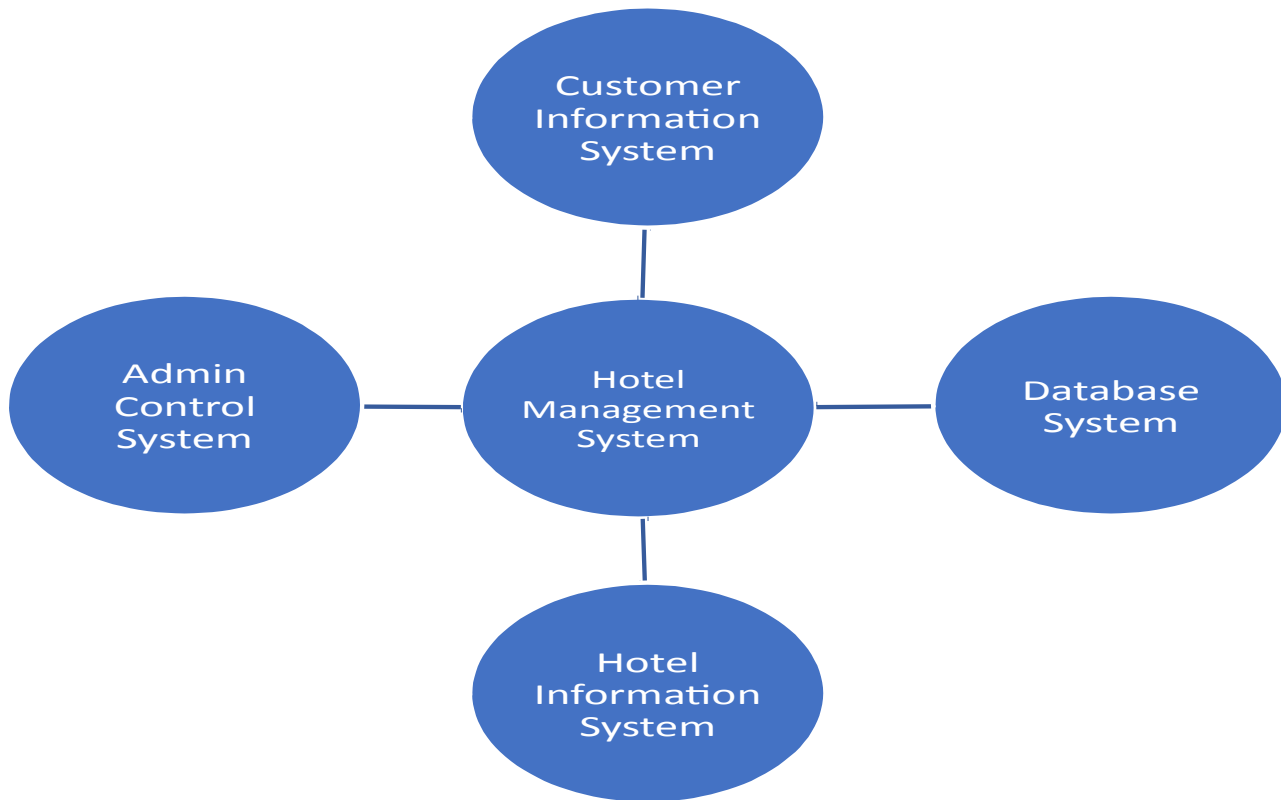 Customer
Information
System
Admin
Control
System
Hotel
Management
System
Database
System
Hotel
Information
System